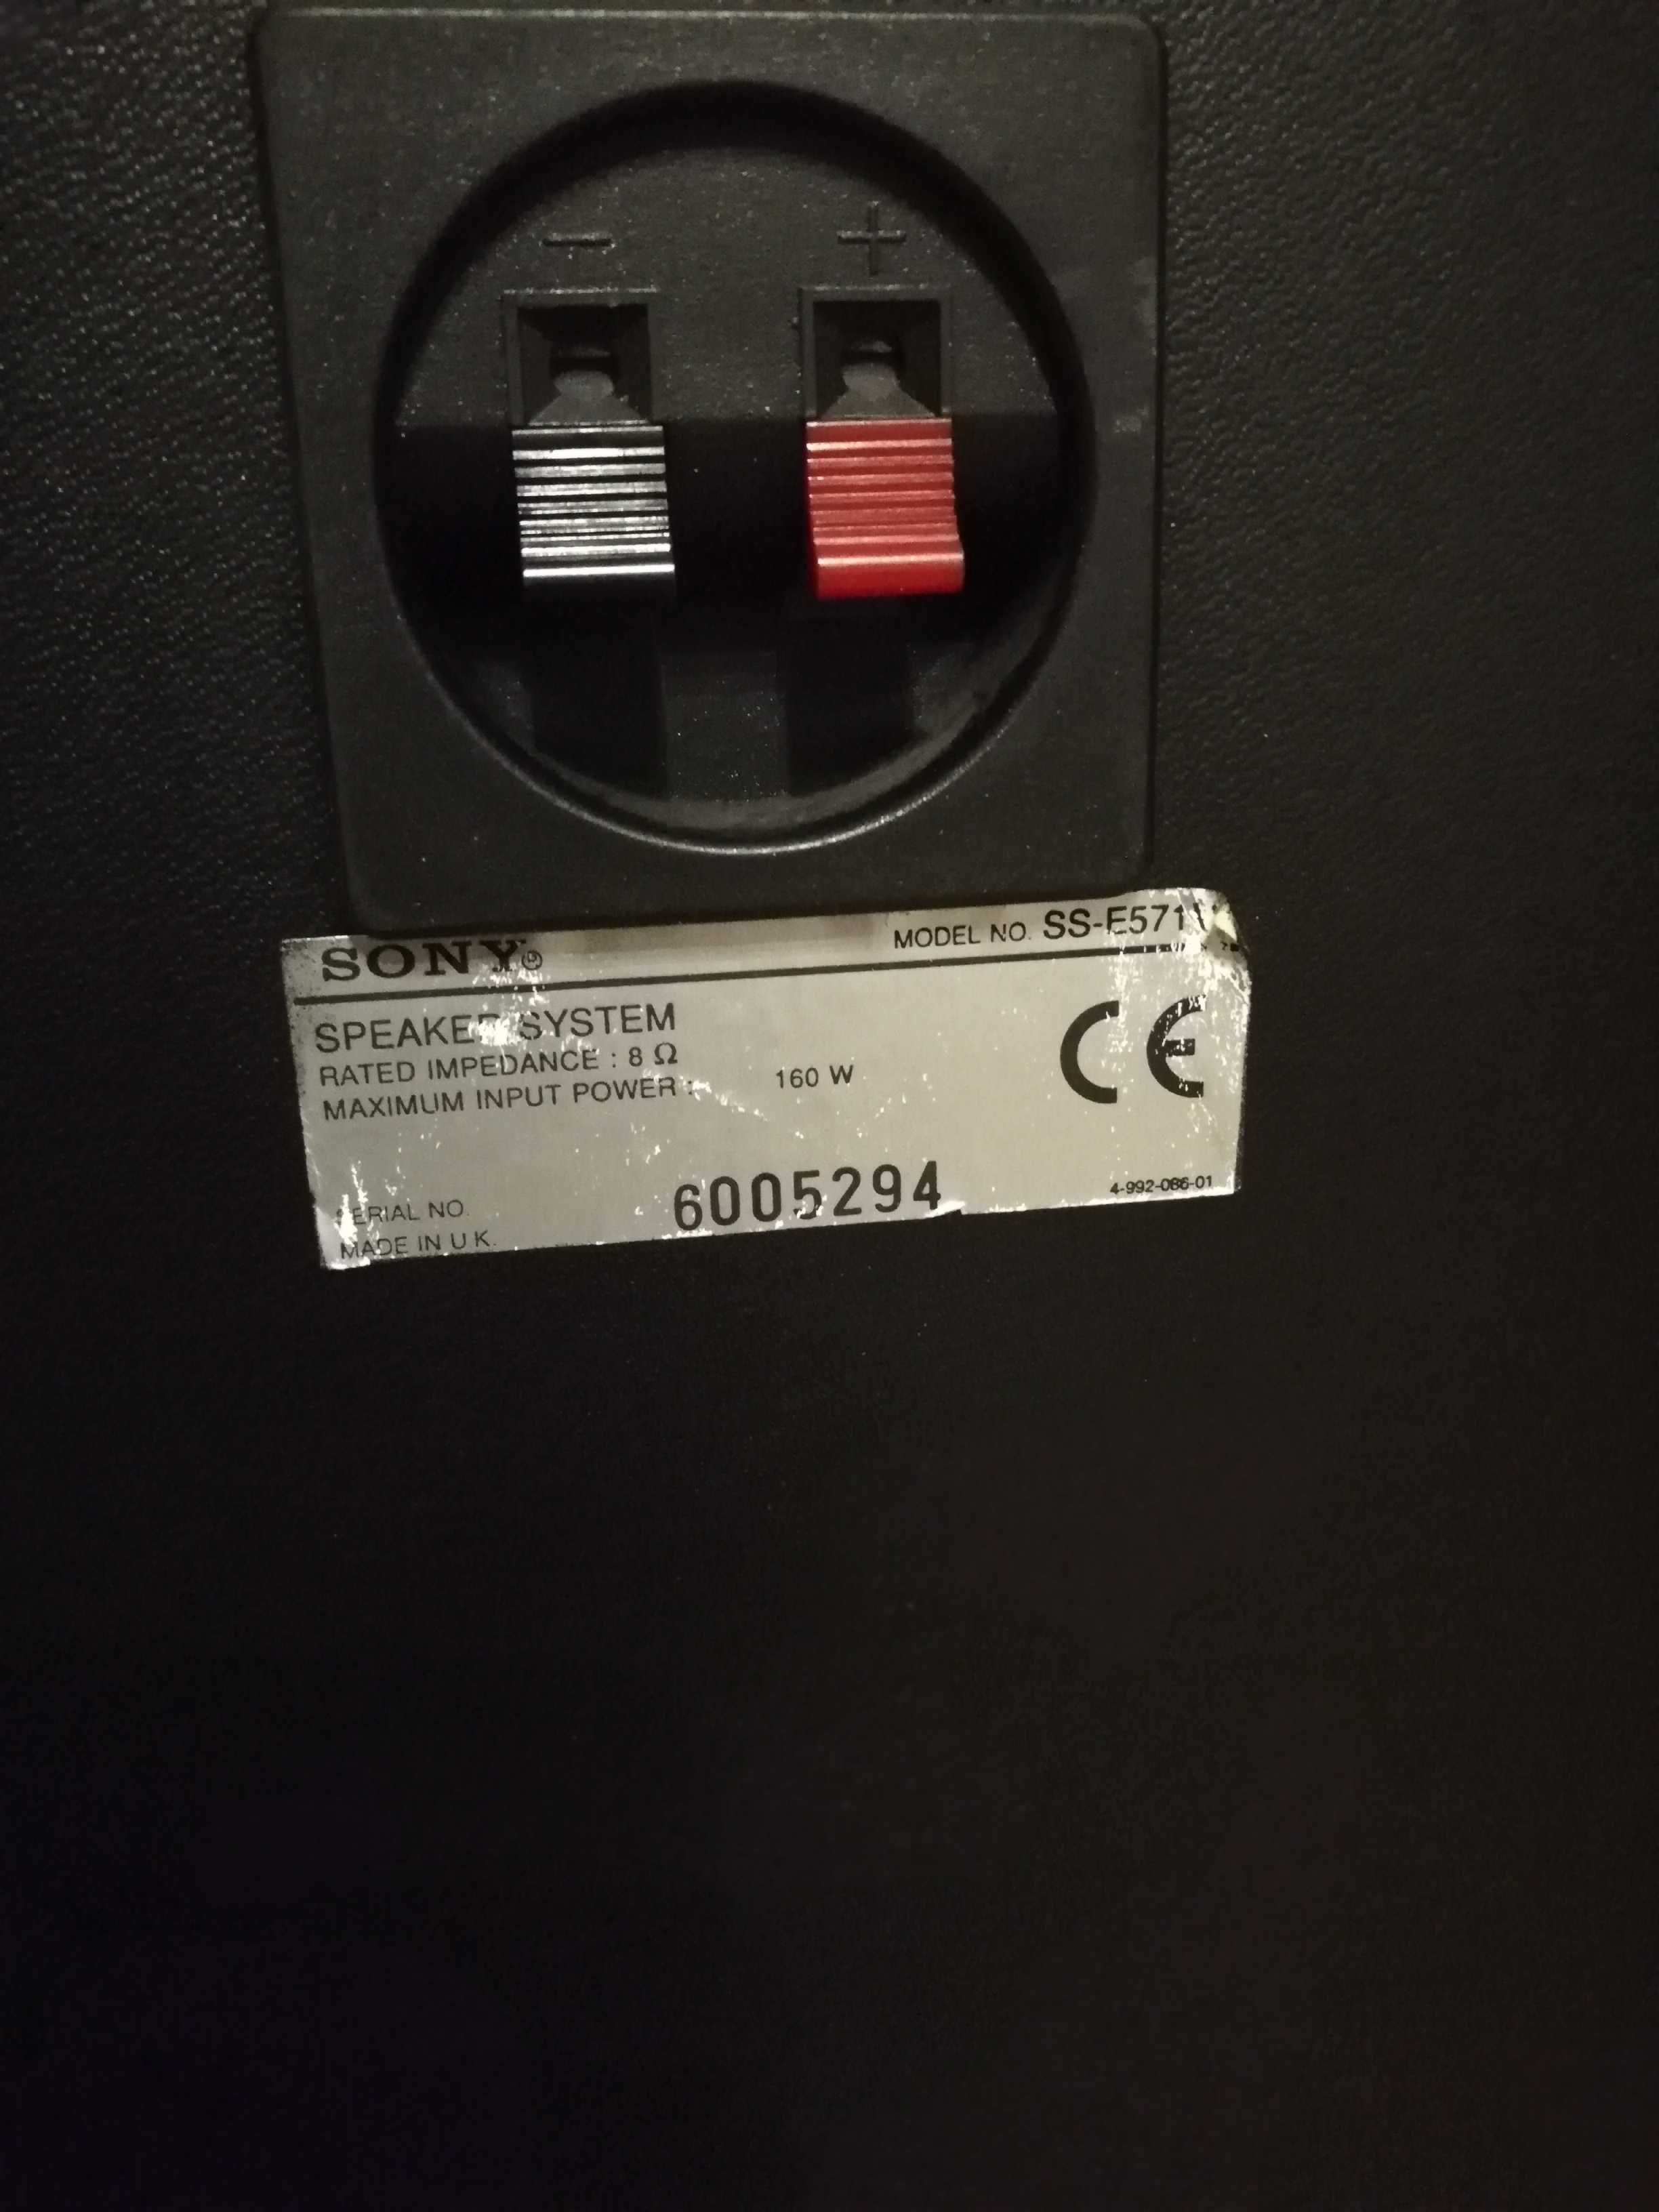 − +
SONY®
MODEL NO. SS-E571
SPEAKER SYSTEM
RATED IMPEDANCE : 8 Ω
MAXIMUM INPUT POWER : 160 W
CE
SERIAL NO. 6005294
4-992-086-01
MADE IN U.K.